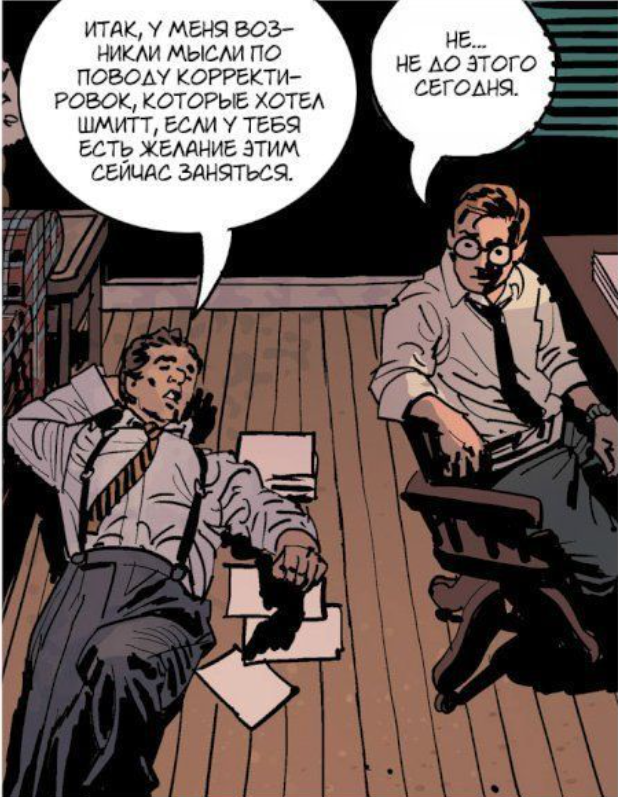 ИТАК, У МЕНЯ ВОЗ-
НИКЛИ МЫСЛИ ПО
ПОВОДУ КОРРЕКТИ-
РОВОК, КОТОРЫЕ ХОТЕЛ
ШМИТТ, ЕСЛИ У ТЕБЯ
ЕСТЬ ЖЕЛАНИЕ ЭТИМ
СЕЙЧАС ЗАНЯТЬСЯ.
НЕ...
НЕ ДО ЭТОГО
СЕГОДНЯ.